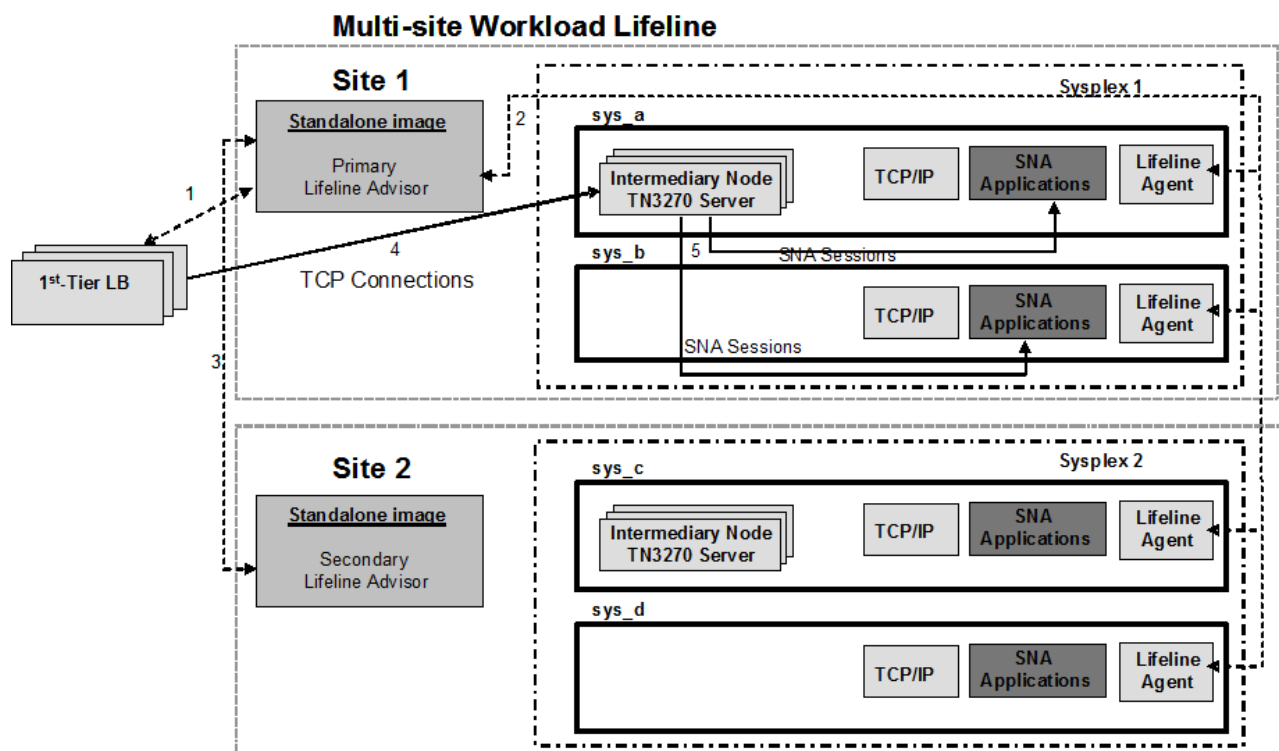 Multi-site Workload Lifeline
Site 1
Sysplex 1
Standalone image
Primary
Lifeline Advisor
1
2
3
sys_a
Intermediary Node
TN3270 Server
TCP/IP
SNA
Applications
Lifeline
Agent
1st-Tier LB
4
TCP Connections
5
SNA Sessions
sys_b
TCP/IP
SNA
Applications
Lifeline
Agent
SNA Sessions
Site 2
Sysplex 2
Standalone image
Secondary
Lifeline Advisor
sys_c
Intermediary Node
TN3270 Server
TCP/IP
SNA
Applications
Lifeline
Agent
sys_d
TCP/IP
SNA
Applications
Lifeline
Agent